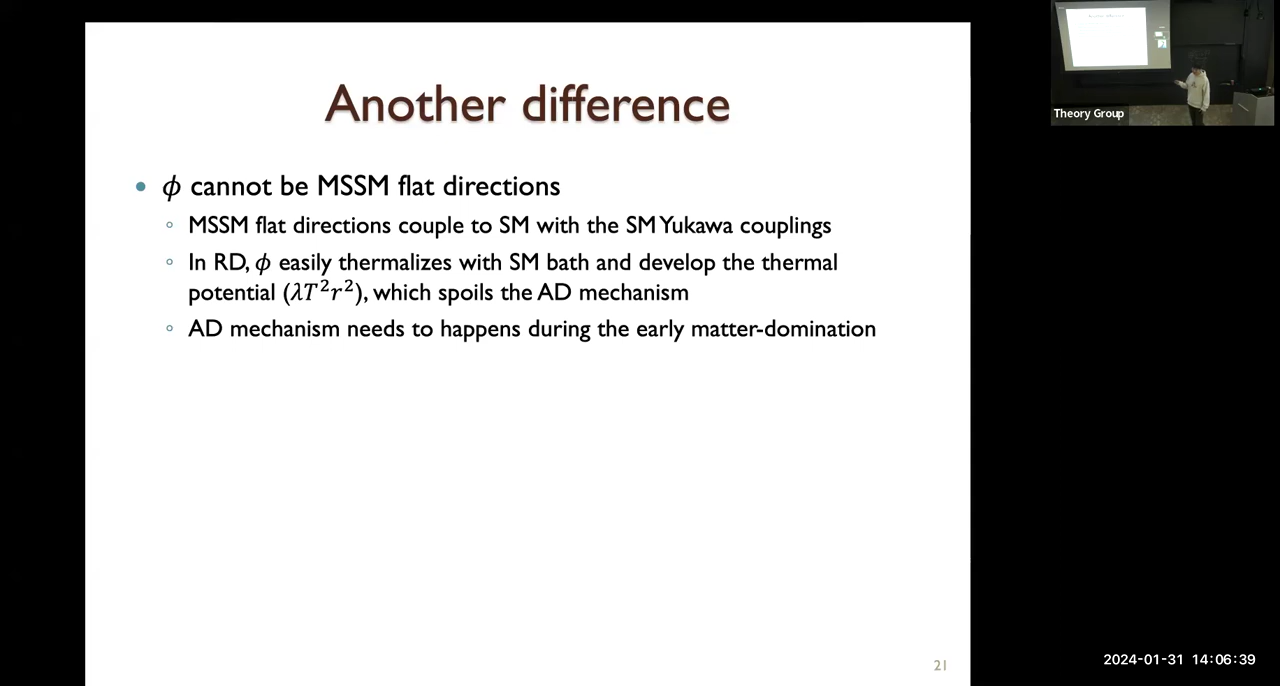 Another difference
• 𝜙 cannot be MSSM flat directions
◦ MSSM flat directions couple to SM with the SM Yukawa couplings
◦ In RD, 𝜙 easily thermalizes with SM bath and develop the thermal
potential (𝜆𝑇²𝑟²), which spoils the AD mechanism
◦ AD mechanism needs to happens during the early matter-domination
21
Theory Group
2024-01-31 14:06:39